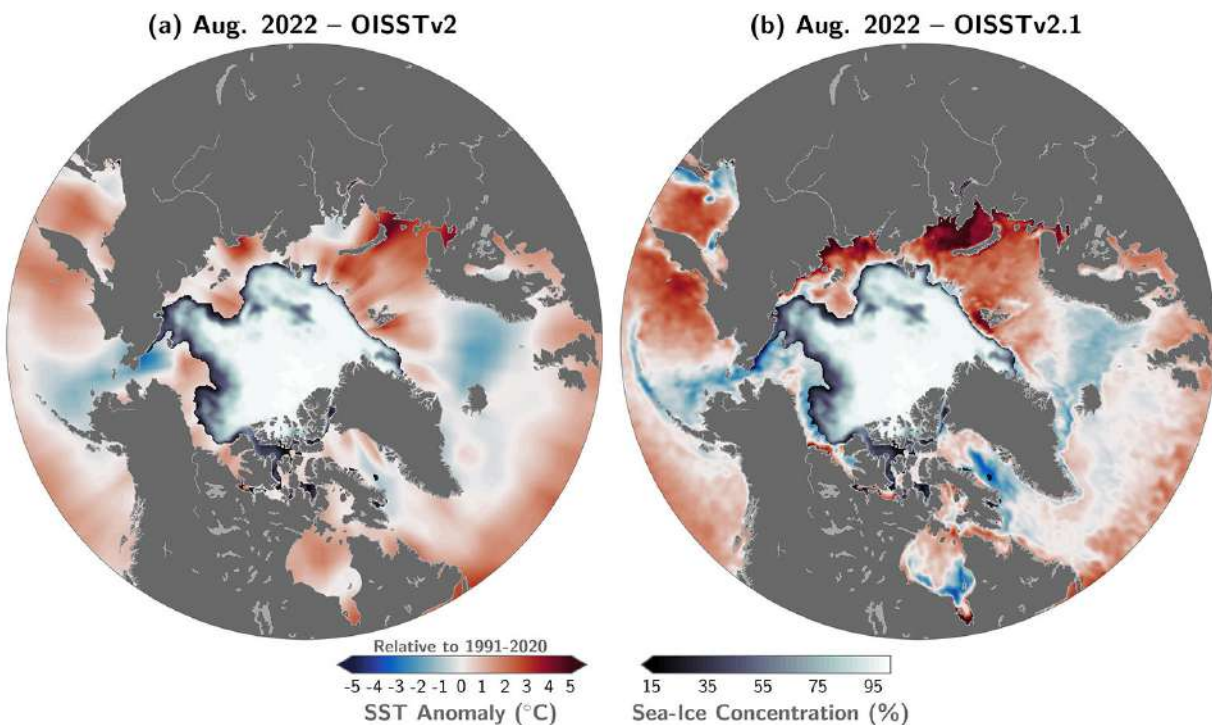 (a) Aug. 2022 – OISSTv2
(b) Aug. 2022 – OISSTv2.1
Relative to 1991-2020
-5 -4 -3 -2 -1 0 1 2 3 4 5
SST Anomaly (°C)
15 35 55 75 95
Sea-Ice Concentration (%)